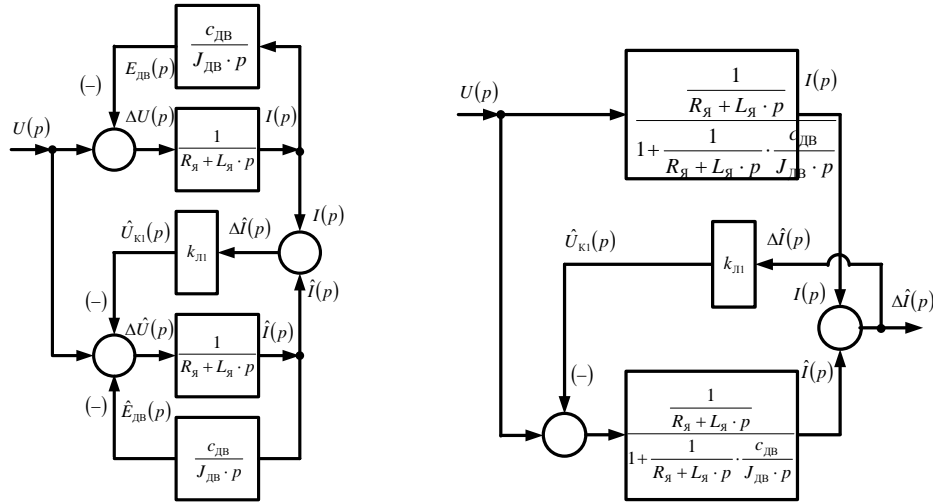 c_ДВ
J_ДВ · p
E_ДВ(p)
(−)
ΔU(p)
I(p)
U(p)
1
R_Я + L_Я · p
I(p)
Û_К1(p)
ΔÎ(p)
k_Л1
Î(p)
(−)
ΔÛ(p)
1
R_Я + L_Я · p
Î(p)
(−)
Ê_ДВ(p)
c_ДВ
J_ДВ · p
U(p)
1
R_Я + L_Я · p
I(p)
1 + 1 / (R_Я + L_Я · p) · c_ДВ / (J_ДВ · p)
Û_К1(p)
k_Л1
ΔÎ(p)
I(p)
ΔÎ(p)
Î(p)
(−)
1
R_Я + L_Я · p
1 + 1 / (R_Я + L_Я · p) · c_ДВ / (J_ДВ · p)